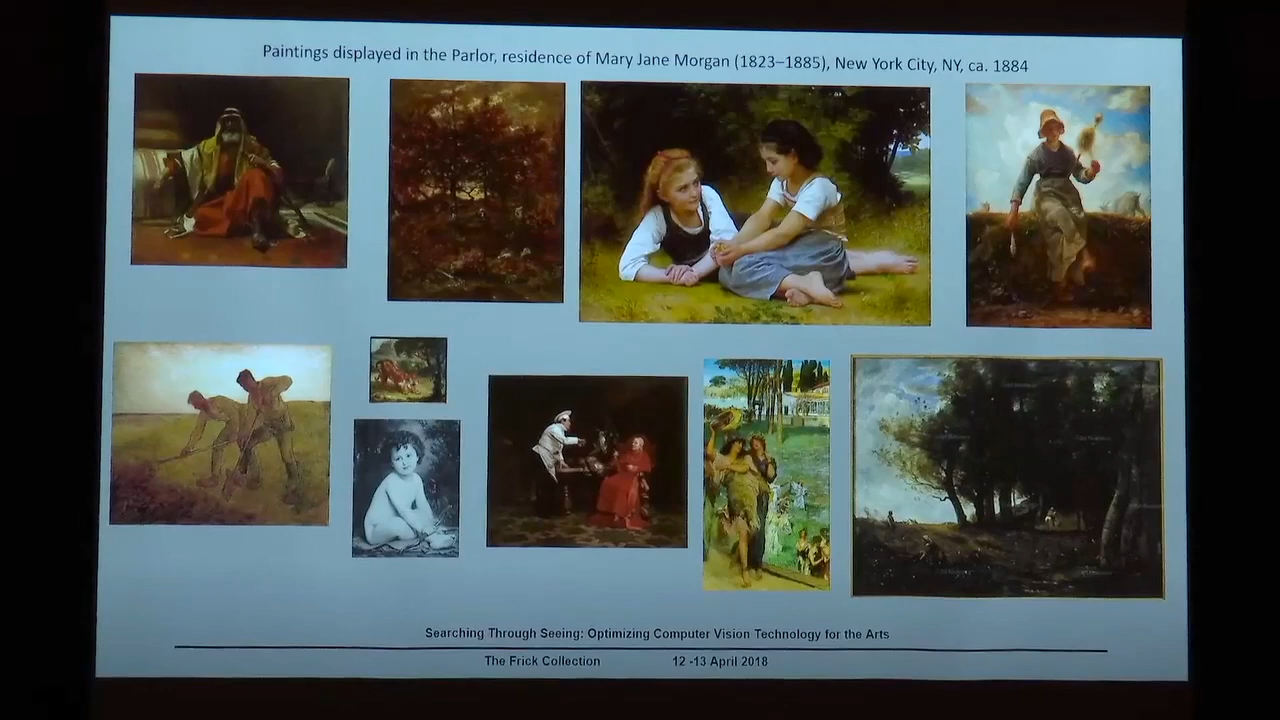 Paintings displayed in the Parlor, residence of Mary Jane Morgan (1823–1885), New York City, NY, ca. 1884
Searching Through Seeing: Optimizing Computer Vision Technology for the Arts
The Frick Collection 12 -13 April 2018